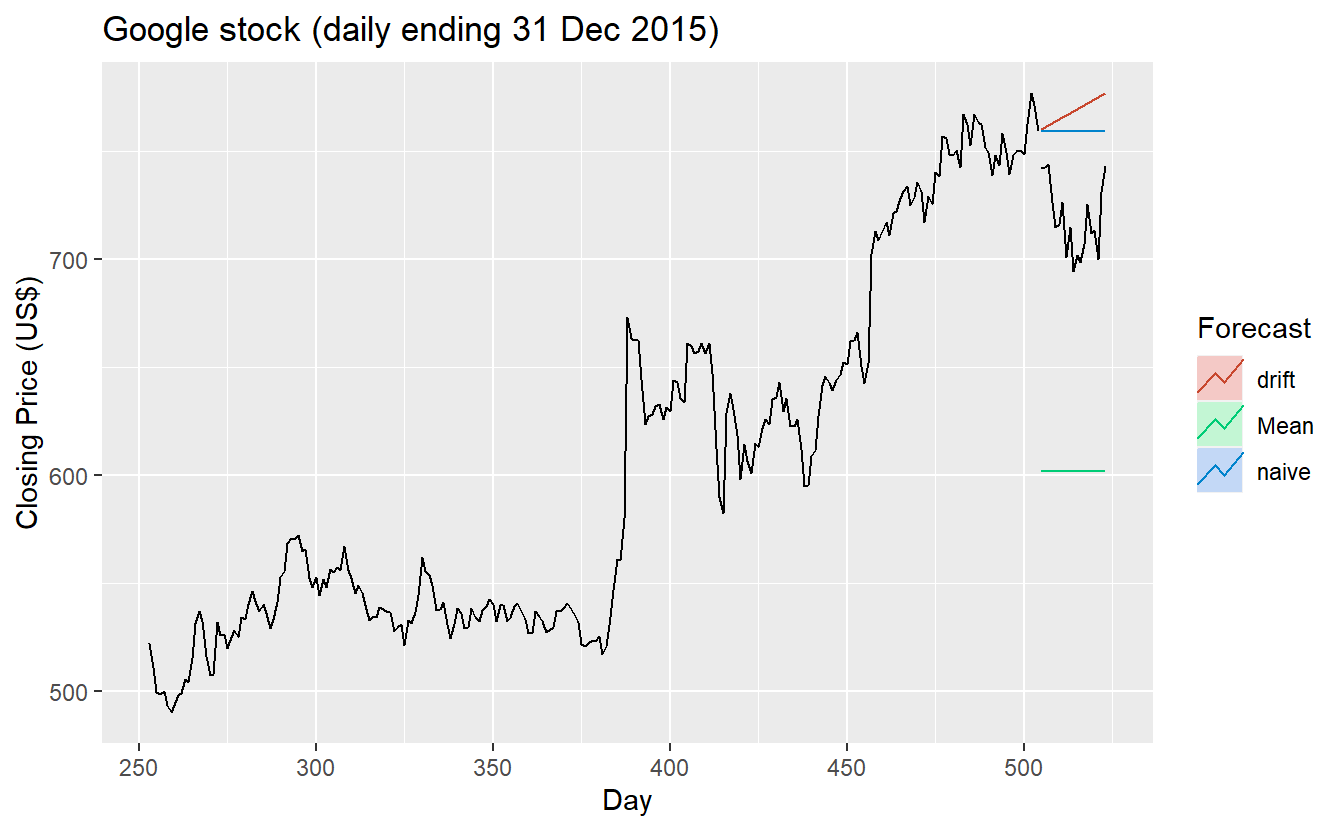 Google stock (daily ending 31 Dec 2015)
Closing Price (US$)
700
600
500
250 300 350 400 450 500
Day
Forecast
drift
Mean
naive